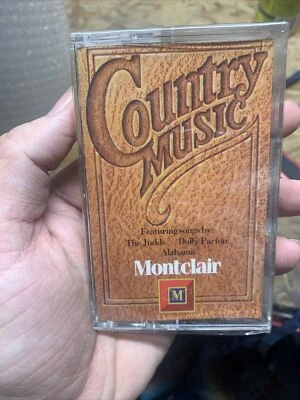 Country
MUSIC
Featuring songs by:
The Judds Dolly Parton
Alabama
Montclair
M